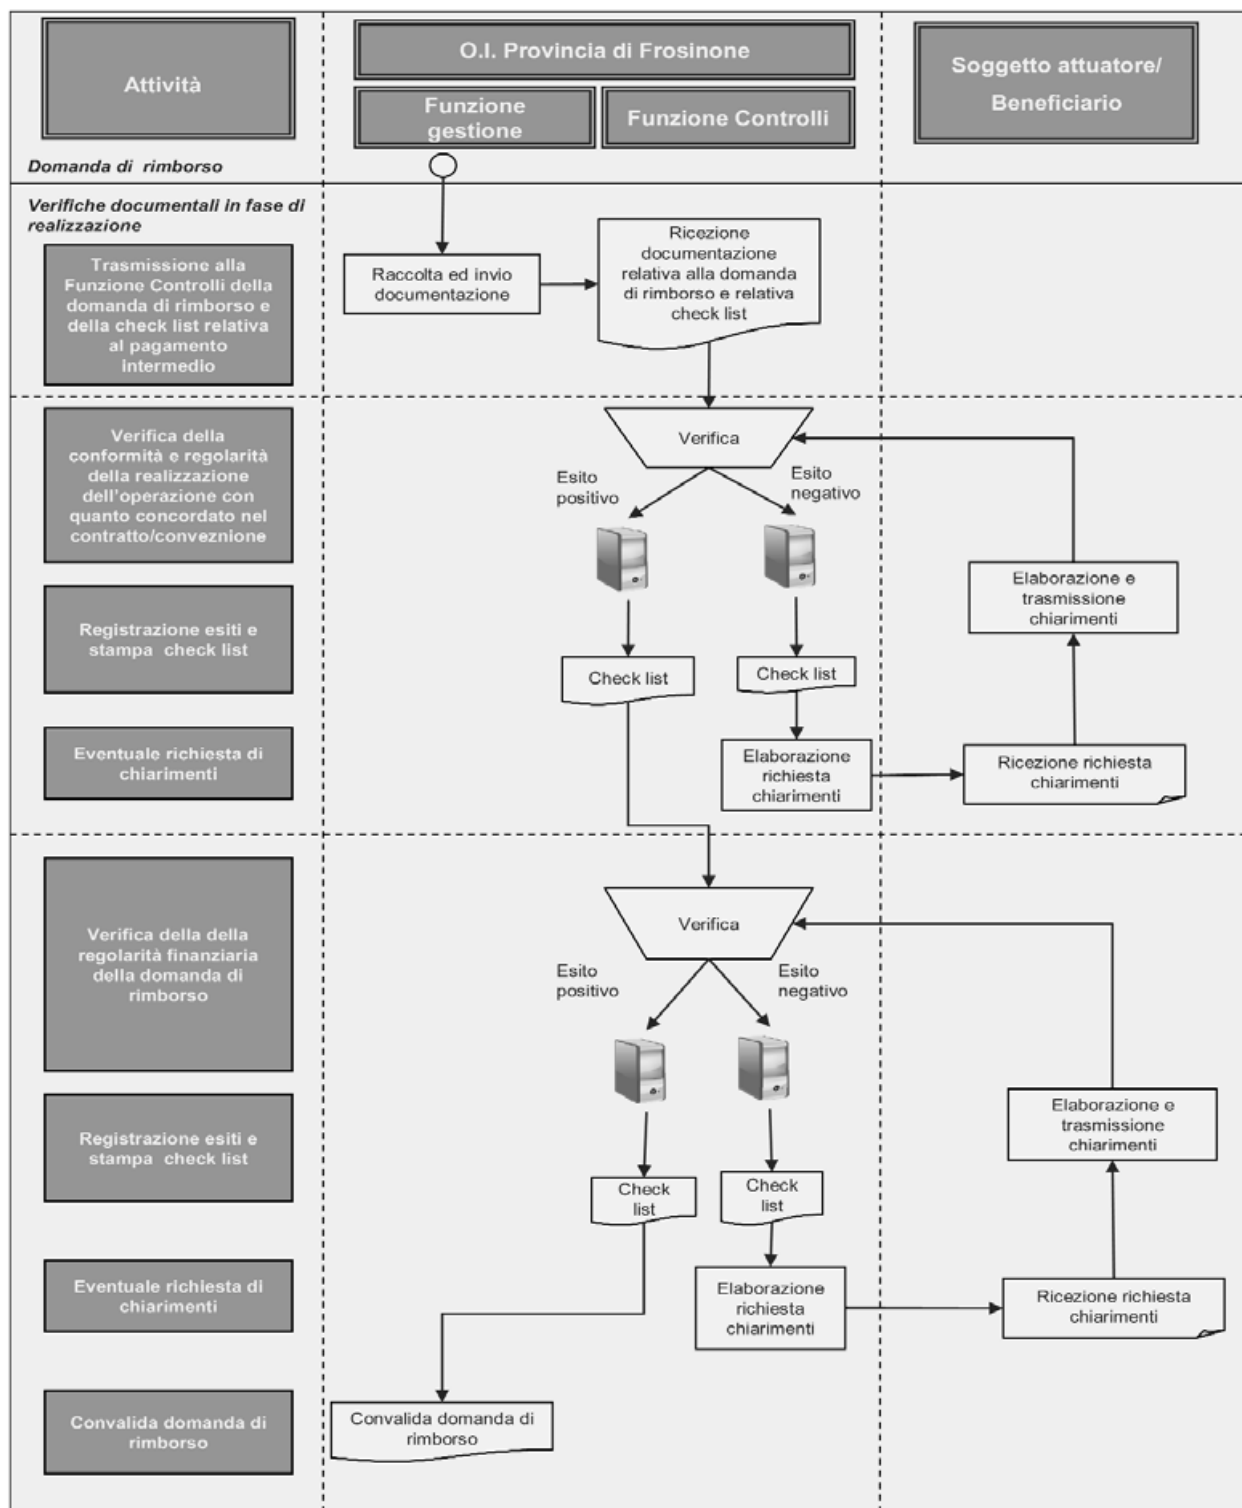 Attività
O.I. Provincia di Frosinone
Funzione
gestione
Funzione Controlli
Soggetto attuatore/
Beneficiario
Domanda di rimborso
Verifiche documentali in fase di
realizzazione
Trasmissione alla
Funzione Controlli della
domanda di rimborso e
della check list relativa
al pagamento
intermedio
Raccolta ed invio
documentazione
Ricezione
documentazione
relativa alla domanda
di rimborso e relativa
check list
Verifica della
conformità e regolarità
della realizzazione
dell'operazione con
quanto concordato nel
contratto/conveznione
Verifica
Esito
positivo
Esito
negativo
Elaborazione e
trasmissione
chiarimenti
Registrazione esiti e
stampa check list
Check list
Check list
Eventuale richiesta di
chiarimenti
Elaborazione
richiesta
chiarimenti
Ricezione richiesta
chiarimenti
Verifica della della
regolarità finanziaria
della domanda di
rimborso
Verifica
Esito
positivo
Esito
negativo
Registrazione esiti e
stampa check list
Elaborazione e
trasmissione
chiarimenti
Check
list
Check
list
Eventuale richiesta di
chiarimenti
Elaborazione
richiesta
chiarimenti
Ricezione richiesta
chiarimenti
Convalida domanda di
rimborso
Convalida domanda di
rimborso